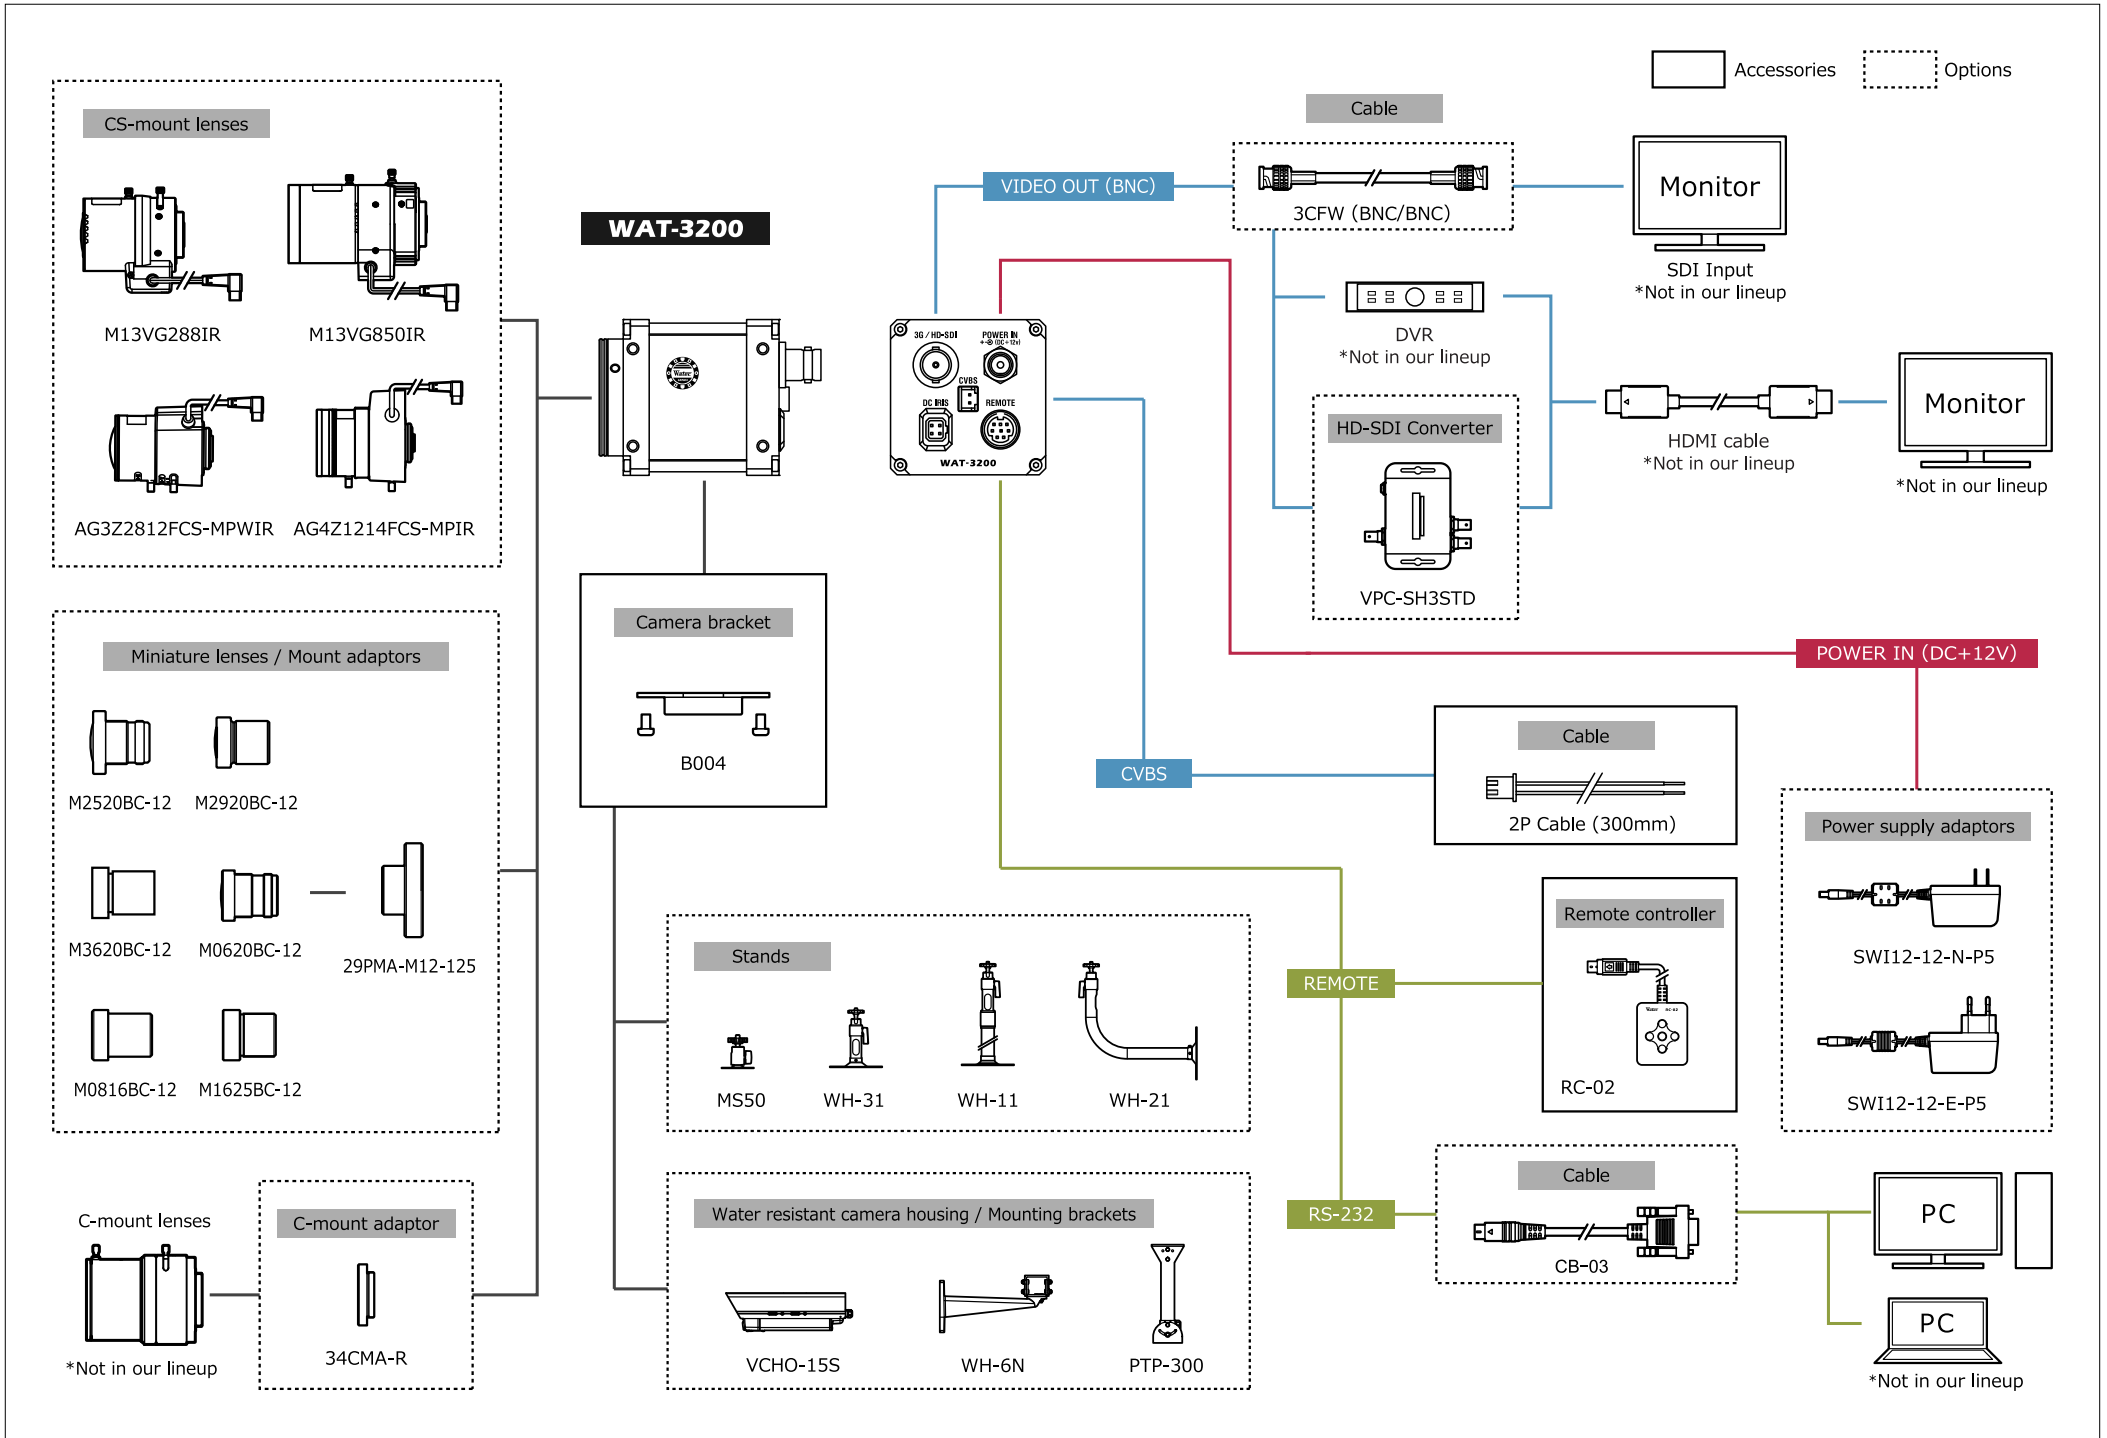 Accessories
Options
CS-mount lenses
M13VG288IR
M13VG850IR
AG3Z2812FCS-MPWIR
AG4Z1214FCS-MPIR
Miniature lenses / Mount adaptors
M2520BC-12
M2920BC-12
M3620BC-12
M0620BC-12
29PMA-M12-125
M0816BC-12
M1625BC-12
C-mount lenses
*Not in our lineup
C-mount adaptor
34CMA-R
WAT-3200
Watec
3G / HD-SDI
POWER IN
(DC+12V)
CVBS
DC IRIS
REMOTE
WAT-3200
Camera bracket
B004
Stands
MS50
WH-31
WH-11
WH-21
Water resistant camera housing / Mounting brackets
VCHO-15S
WH-6N
PTP-300
VIDEO OUT (BNC)
Cable
3CFW (BNC/BNC)
Monitor
SDI Input
*Not in our lineup
DVR
*Not in our lineup
HD-SDI Converter
VPC-SH3STD
HDMI cable
*Not in our lineup
Monitor
*Not in our lineup
POWER IN (DC+12V)
CVBS
Cable
2P Cable (300mm)
Power supply adaptors
SWI12-12-N-P5
SWI12-12-E-P5
REMOTE
Remote controller
Watec RC-02
RC-02
RS-232
Cable
CB-03
PC
PC
*Not in our lineup